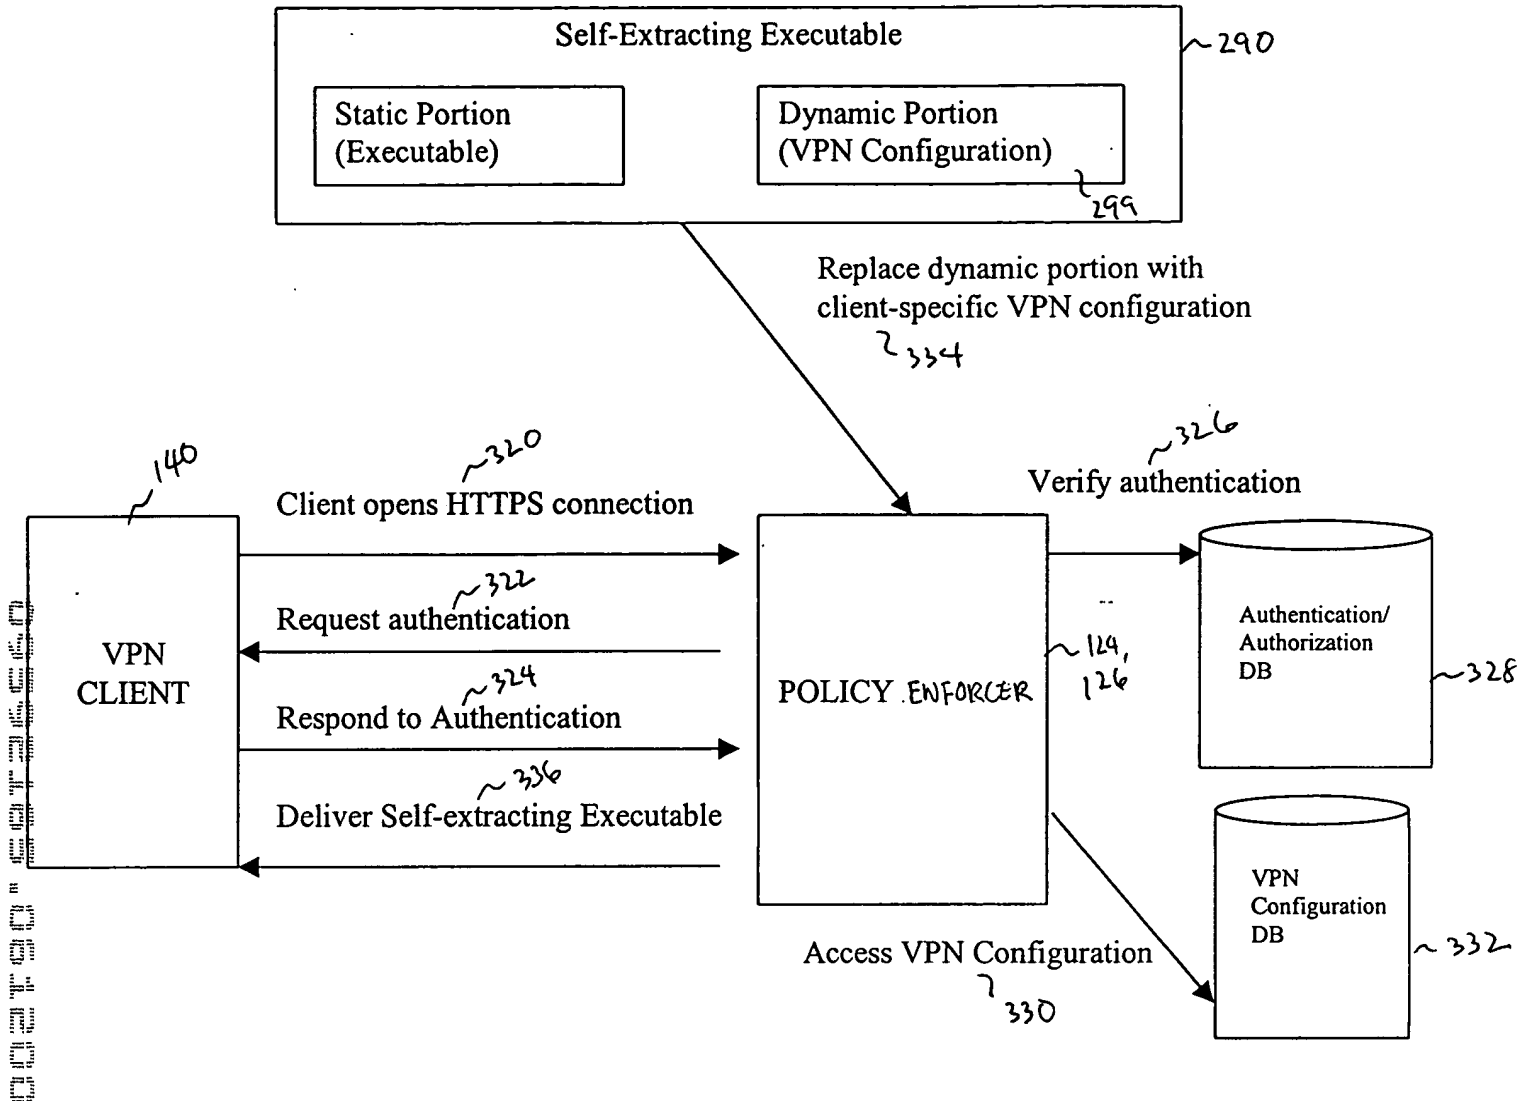 Self-Extracting Executable
290
Static Portion
(Executable)
Dynamic Portion
(VPN Configuration)
299
Replace dynamic portion with
client-specific VPN configuration
334
140
320
Client opens HTTPS connection
326
Verify authentication
322
Request authentication
VPN
CLIENT
324
Respond to Authentication
336
Deliver Self-extracting Executable
POLICY ENFORCER
124,
126
Authentication/
Authorization
DB
328
VPN
Configuration
DB
332
Access VPN Configuration
330